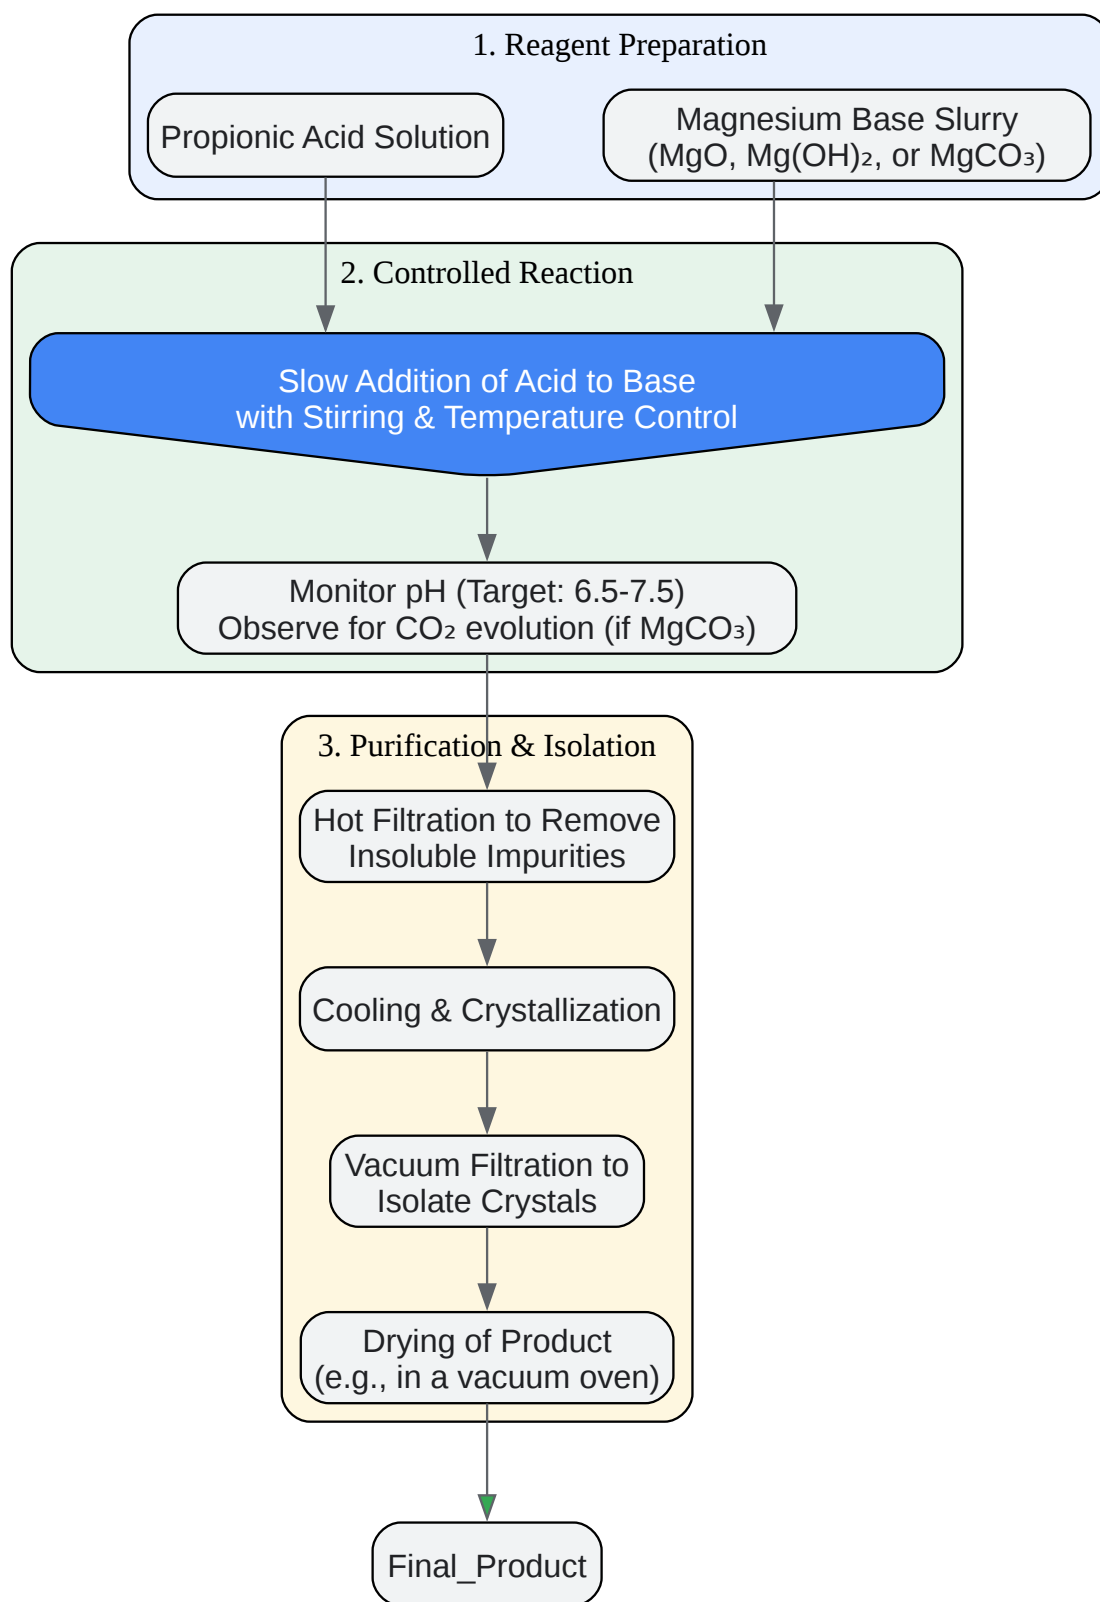 1. Reagent Preparation
Propionic Acid Solution
Magnesium Base Slurry
(MgO, Mg(OH)₂, or MgCO₃)
2. Controlled Reaction
Slow Addition of Acid to Base
with Stirring & Temperature Control
Monitor pH (Target: 6.5-7.5)
Observe for CO₂ evolution (if MgCO₃)
3. Purification & Isolation
Hot Filtration to Remove
Insoluble Impurities
Cooling & Crystallization
Vacuum Filtration to
Isolate Crystals
Drying of Product
(e.g., in a vacuum oven)
Final_Product